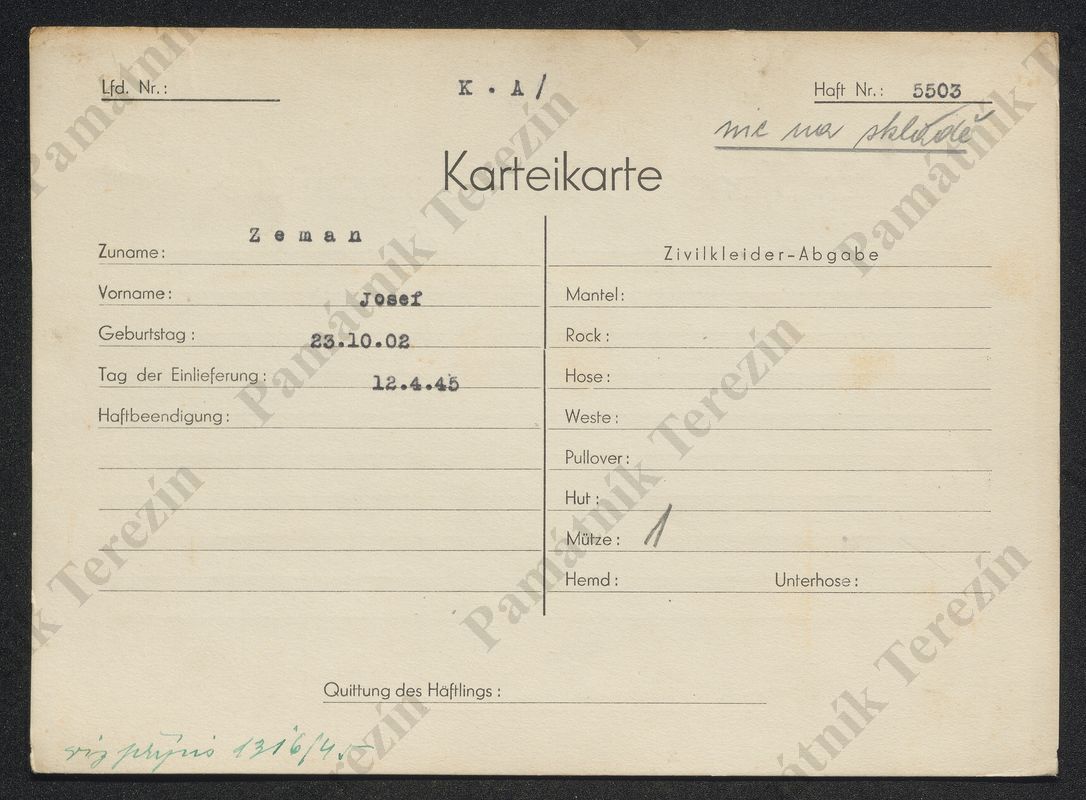 Lfd. Nr.:
K . A /
Haft Nr.: 5503
nic na skladě
Karteikarte
Zuname: Zeman
Vorname: Josef
Geburtstag: 23.10.02
Tag der Einlieferung: 12.4.45
Haftbeendigung:
Zivilkleider-Abgabe
Mantel:
Rock:
Hose:
Weste:
Pullover:
Hut:
Mütze: 1
Hemd: Unterhose:
Quittung des Häftlings:
viz přípis 1316/45
Památník Terezín